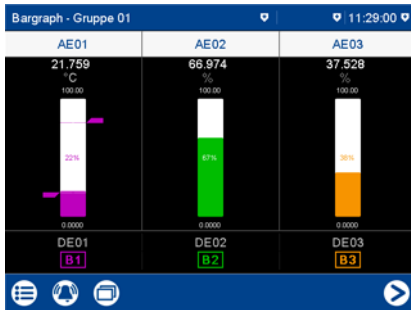 Bargraph - Gruppe 01 11:29:00
AE01 AE02 AE03
21.759 66.974 37.528
°C % %
100.00 100.00 100.00
22% 67% 38%
0.0000 0.0000 0.0000
DE01 DE02 DE03
B1 B2 B3